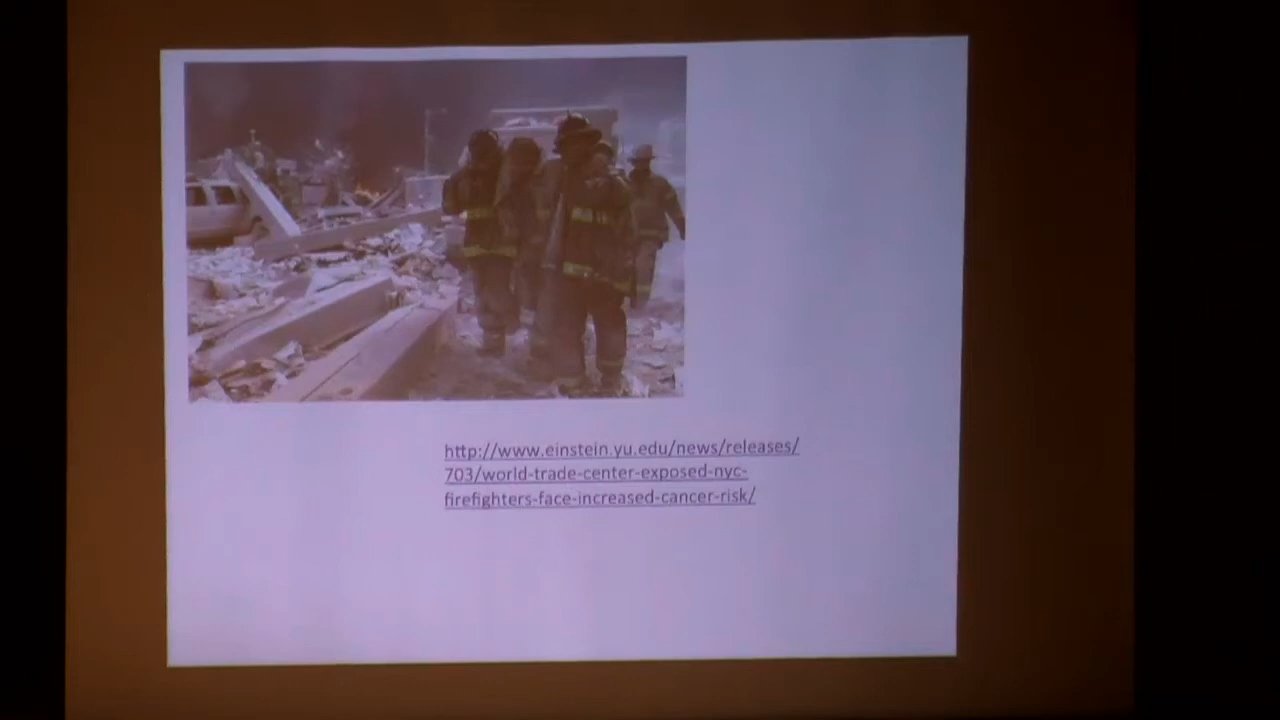 http://www.einstein.yu.edu/news/releases/
703/world-trade-center-exposed-nyc-
firefighters-face-increased-cancer-risk/